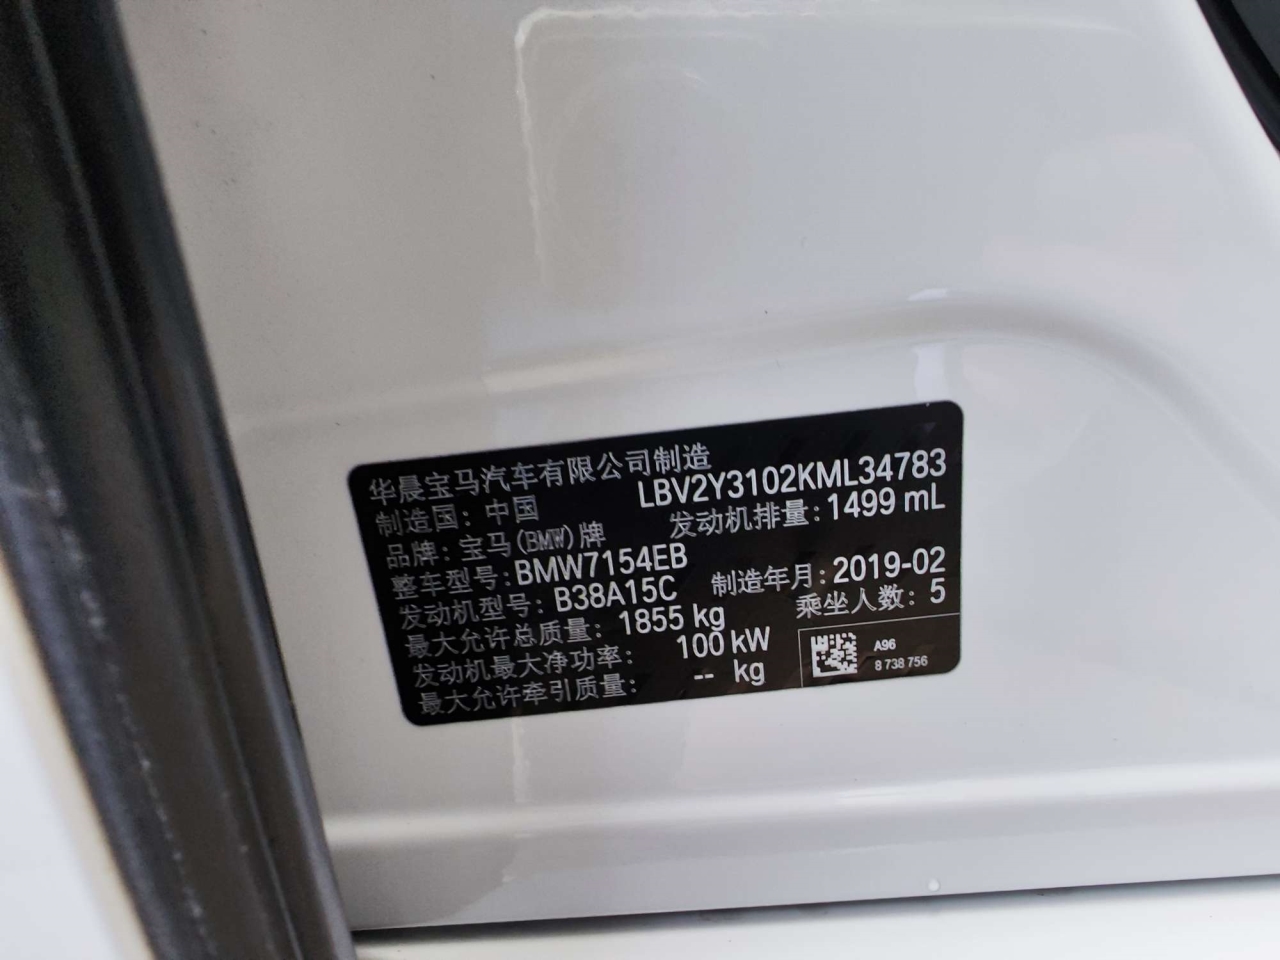 华晨宝马汽车有限公司制造
制造国：中国 LBV2Y3102KML34783
品牌：宝马(BMW)牌 发动机排量：1499 mL
整车型号：BMW7154EB
发动机型号：B38A15C 制造年月：2019-02
最大允许总质量：1855 kg 乘坐人数：5
发动机最大净功率：100 kW
最大允许牵引质量：-- kg
A96
8 738 756